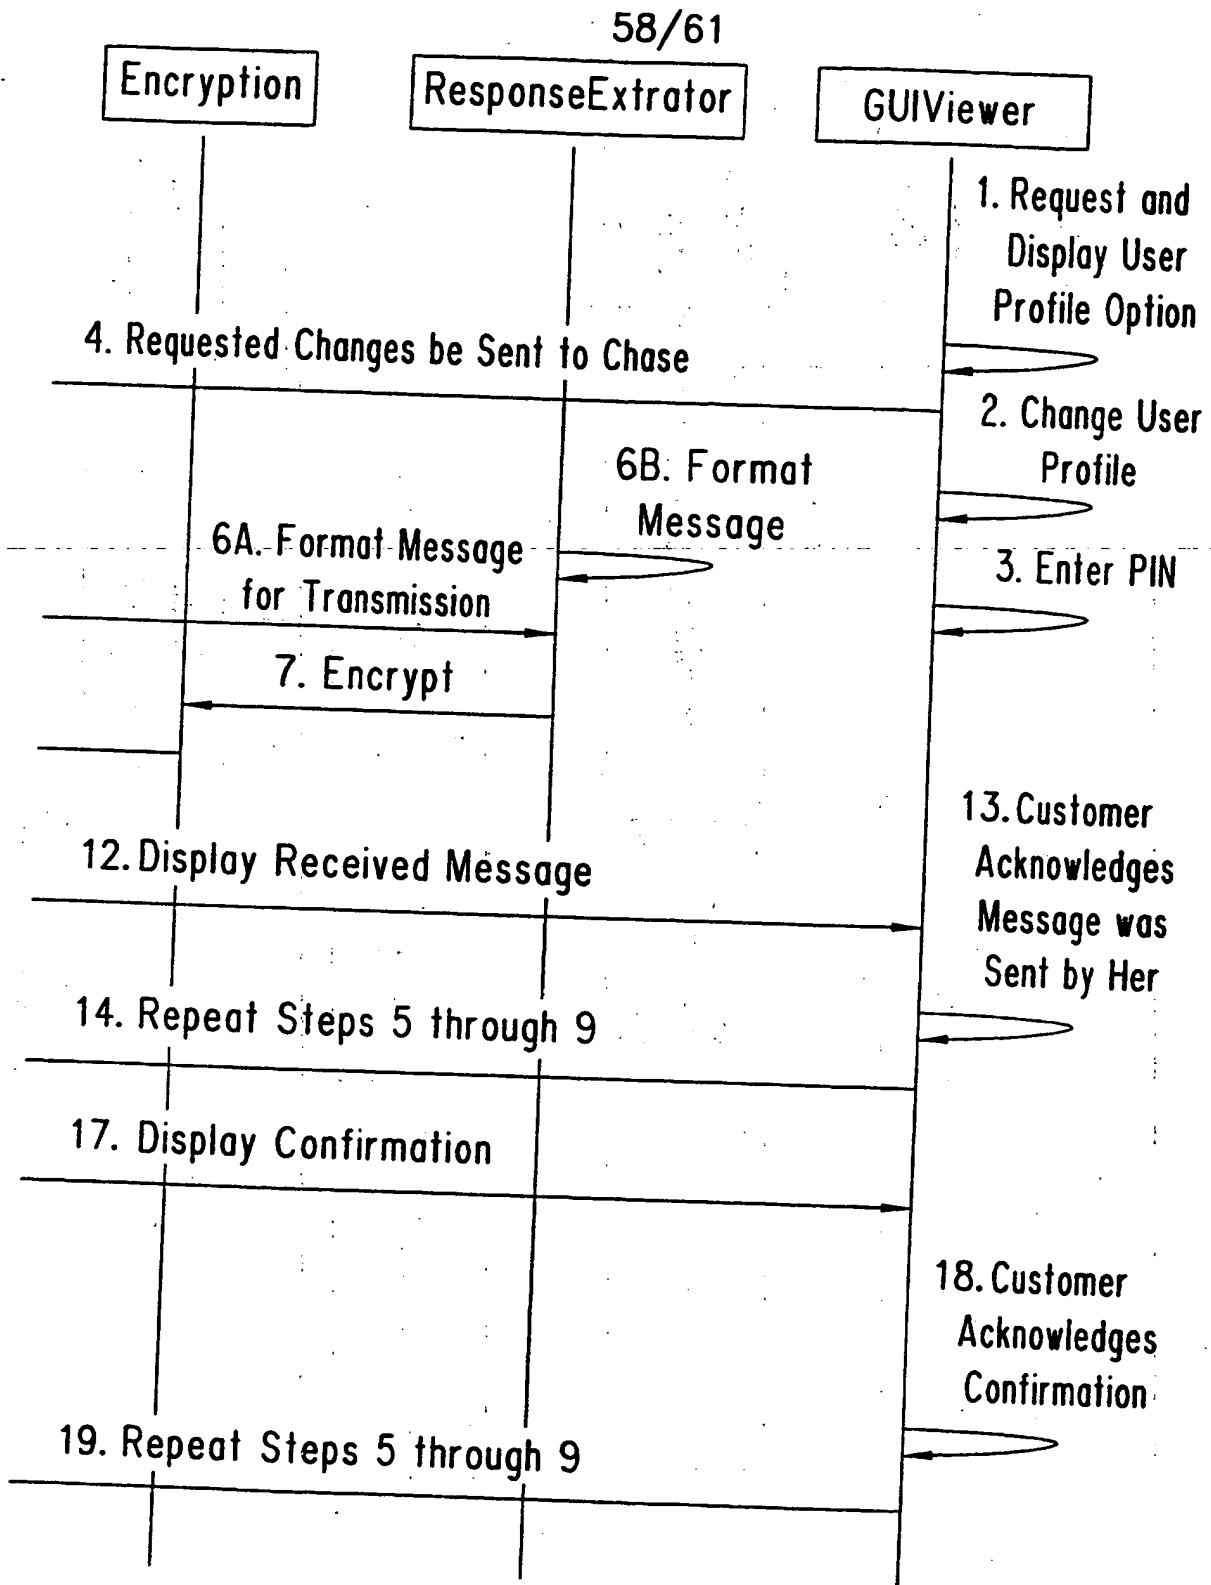 58/61
Encryption
ResponseExtrator
GUIViewer
1. Request and
Display User
Profile Option
4. Requested Changes be Sent to Chase
2. Change User
Profile
6B. Format
Message
6A. Format Message
for Transmission
3. Enter PIN
7. Encrypt
13. Customer
Acknowledges
Message was
Sent by Her
12. Display Received Message
14. Repeat Steps 5 through 9
17. Display Confirmation
18. Customer
Acknowledges
Confirmation
19. Repeat Steps 5 through 9